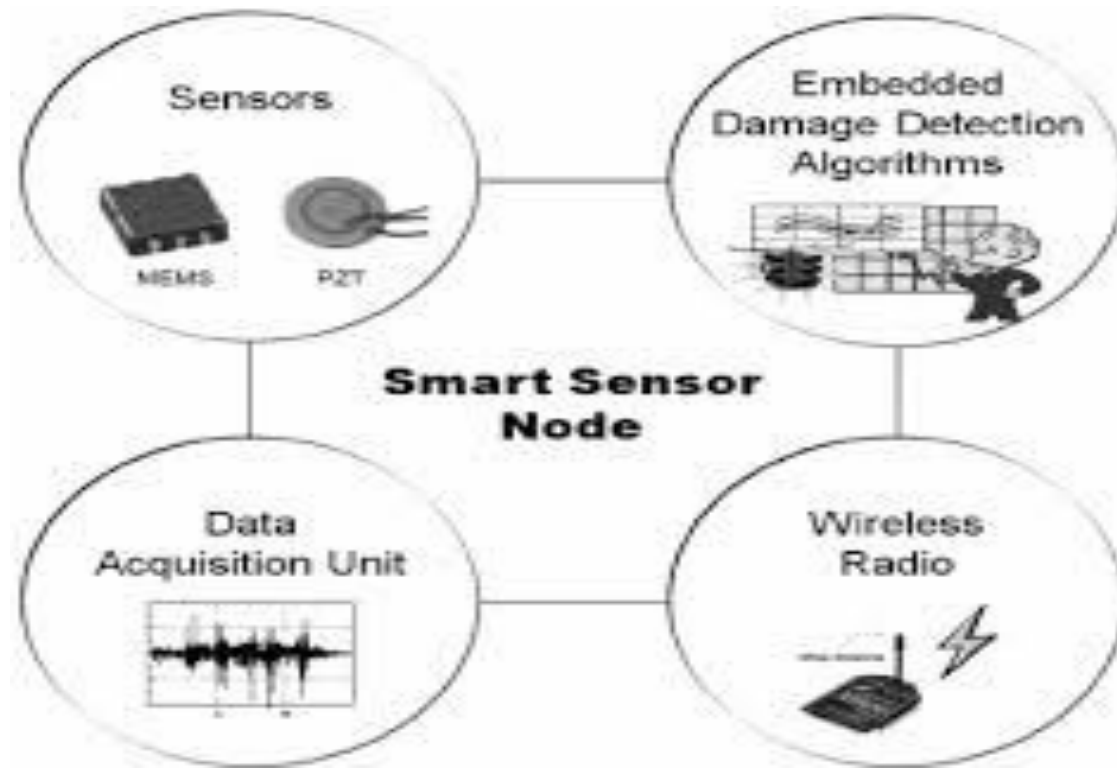 Sensors
MEMS
PZT
Embedded
Damage Detection
Algorithms
Smart Sensor
Node
Data
Acquisition Unit
Wireless
Radio